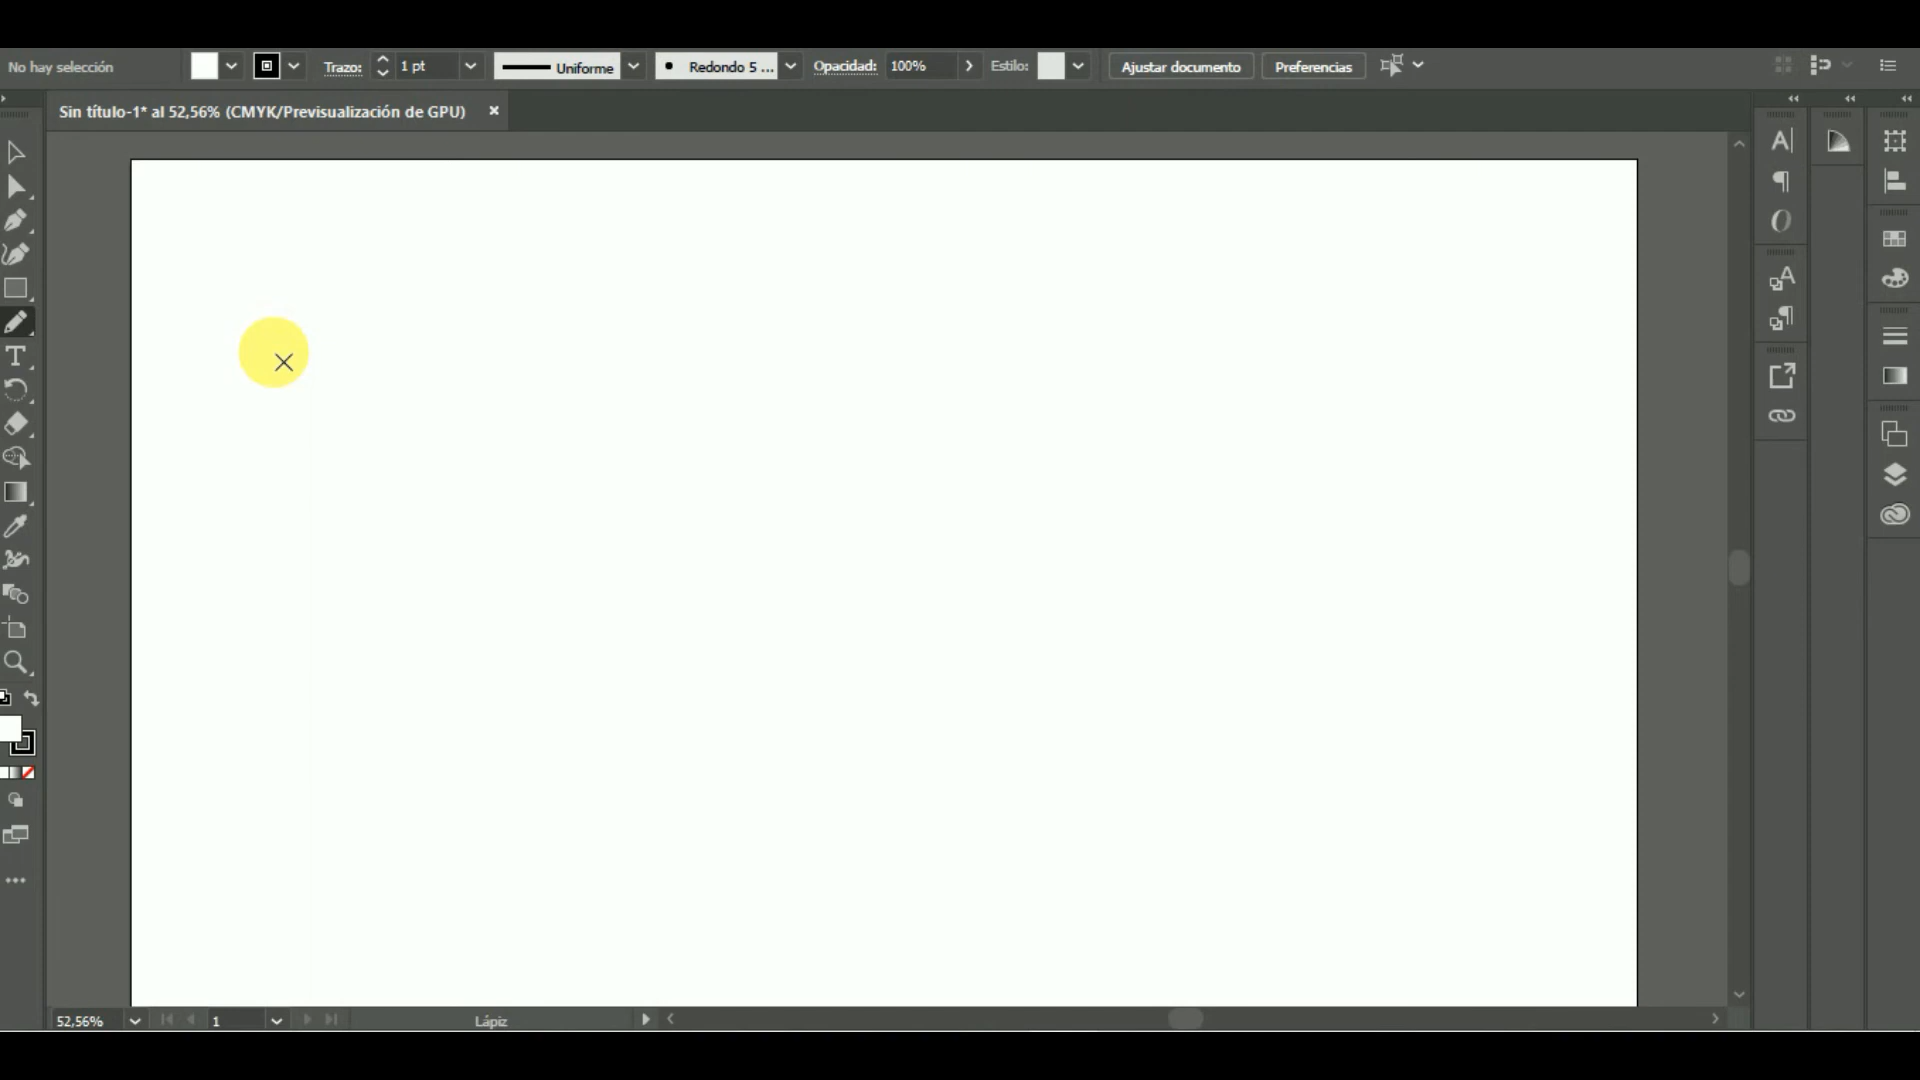 No hay selección
Trazo: 1 pt Uniforme Redondo 5 ... Opacidad: 100% Estilo: Ajustar documento Preferencias
Sin título-1* al 52,56% (CMYK/Previsualización de GPU)
52,56% 1 Lápiz